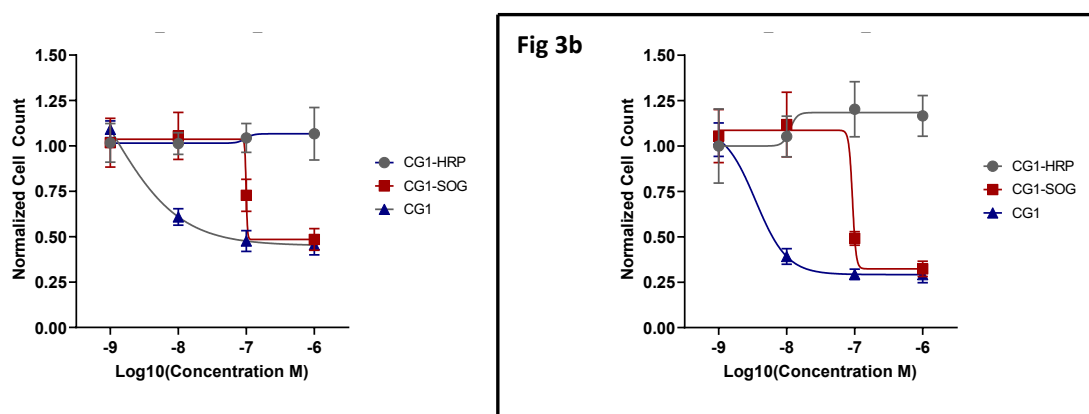 Fig 3b
1.50
1.25
1.00
0.75
0.50
0.25
0.00
Normalized Cell Count
-9
-8
-7
-6
Log10(Concentration M)
CG1-HRP
CG1-SOG
CG1
1.50
1.25
1.00
0.75
0.50
0.25
0.00
Normalized Cell Count
-9
-8
-7
-6
Log10(Concentration M)
CG1-HRP
CG1-SOG
CG1